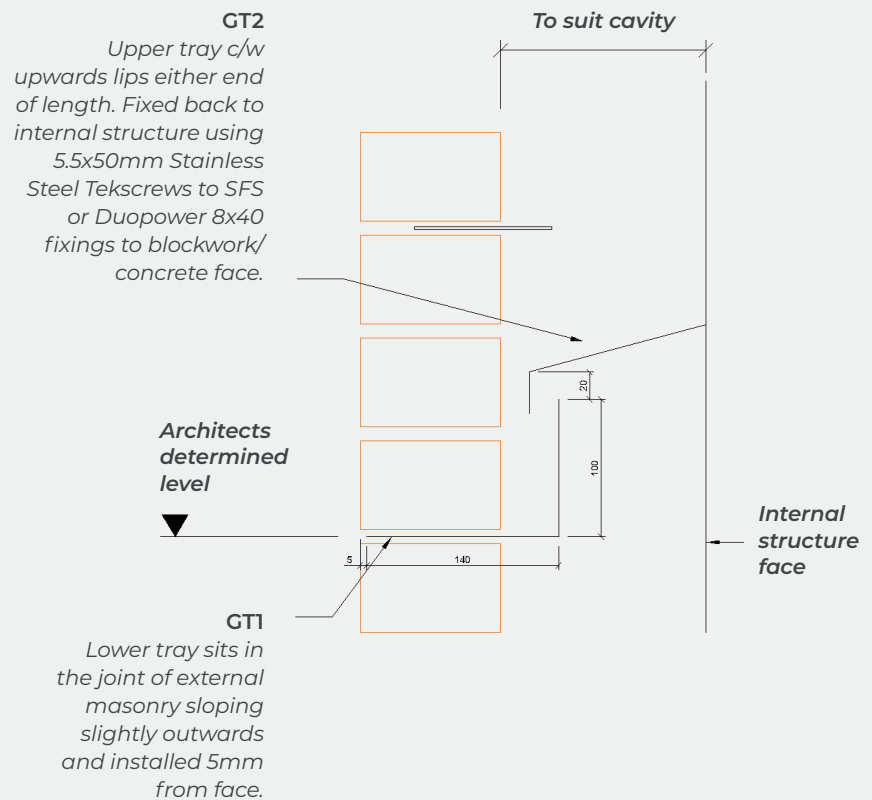 GT2
Upper tray c/w
upwards lips either end
of length. Fixed back to
internal structure using
5.5x50mm Stainless
Steel Tekscrews to SFS
or Duopower 8x40
fixings to blockwork/
concrete face.
To suit cavity
20
100
Architects
determined
level
5
140
Internal
structure
face
GT1
Lower tray sits in
the joint of external
masonry sloping
slightly outwards
and installed 5mm
from face.